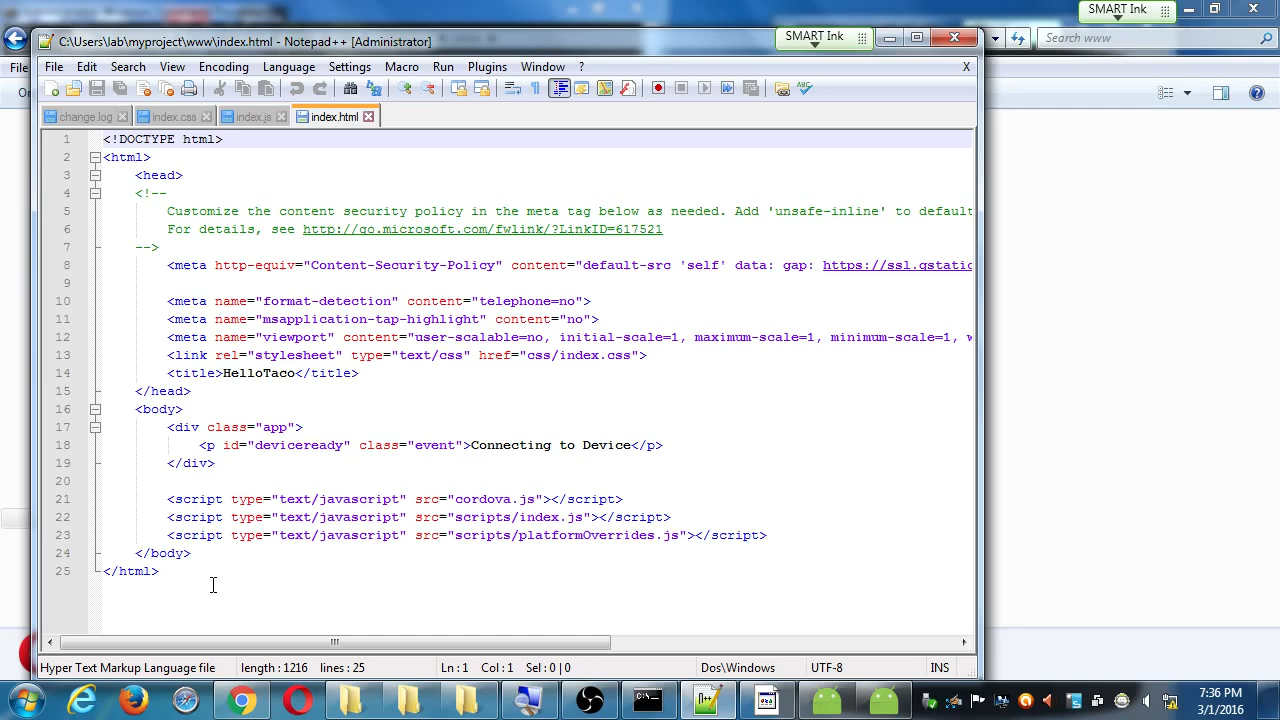 SMART Ink
C:\Users\lab\myproject\www\index.html - Notepad++ [Administrator]
SMART Ink
Search www
File Edit Search View Encoding Language Settings Macro Run Plugins Window ? X
change.log index.css index.js index.html
1 <!DOCTYPE html>
2 <html>
3 <head>
4 <!--
5 Customize the content security policy in the meta tag below as needed. Add 'unsafe-inline' to default
6 For details, see http://go.microsoft.com/fwlink/?LinkID=617521
7 -->
8 <meta http-equiv="Content-Security-Policy" content="default-src 'self' data: gap: https://ssl.gstatic
9
10 <meta name="format-detection" content="telephone=no">
11 <meta name="msapplication-tap-highlight" content="no">
12 <meta name="viewport" content="user-scalable=no, initial-scale=1, maximum-scale=1, minimum-scale=1, w
13 <link rel="stylesheet" type="text/css" href="css/index.css">
14 <title>HelloTaco</title>
15 </head>
16 <body>
17 <div class="app">
18 <p id="deviceready" class="event">Connecting to Device</p>
19 </div>
20
21 <script type="text/javascript" src="cordova.js"></script>
22 <script type="text/javascript" src="scripts/index.js"></script>
23 <script type="text/javascript" src="scripts/platformOverrides.js"></script>
24 </body>
25 </html>
Hyper Text Markup Language file length : 1216 lines : 25 Ln : 1 Col : 1 Sel : 0 | 0 Dos\Windows UTF-8 INS
7:36 PM
3/1/2016